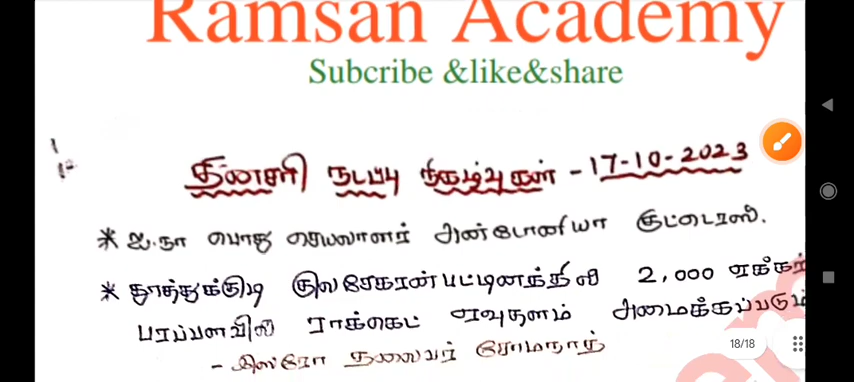 Ramsan Academy
Subcribe &like&share
தினசரி நடப்பு நிகழ்வுகள் - 17-10-2023
* ஐ.நா பொது செயலாளர் அன்டோனியோ குட்டெரஸ்.
* தூத்துக்குடி குலசேகரன்பட்டினத்தில் 2,000 ஏக்கர்
பரப்பளவில் ராக்கெட் ஏவுதளம் அமைக்கப்படும்
- இஸ்ரோ தலைவர் சோமநாத்
18/18